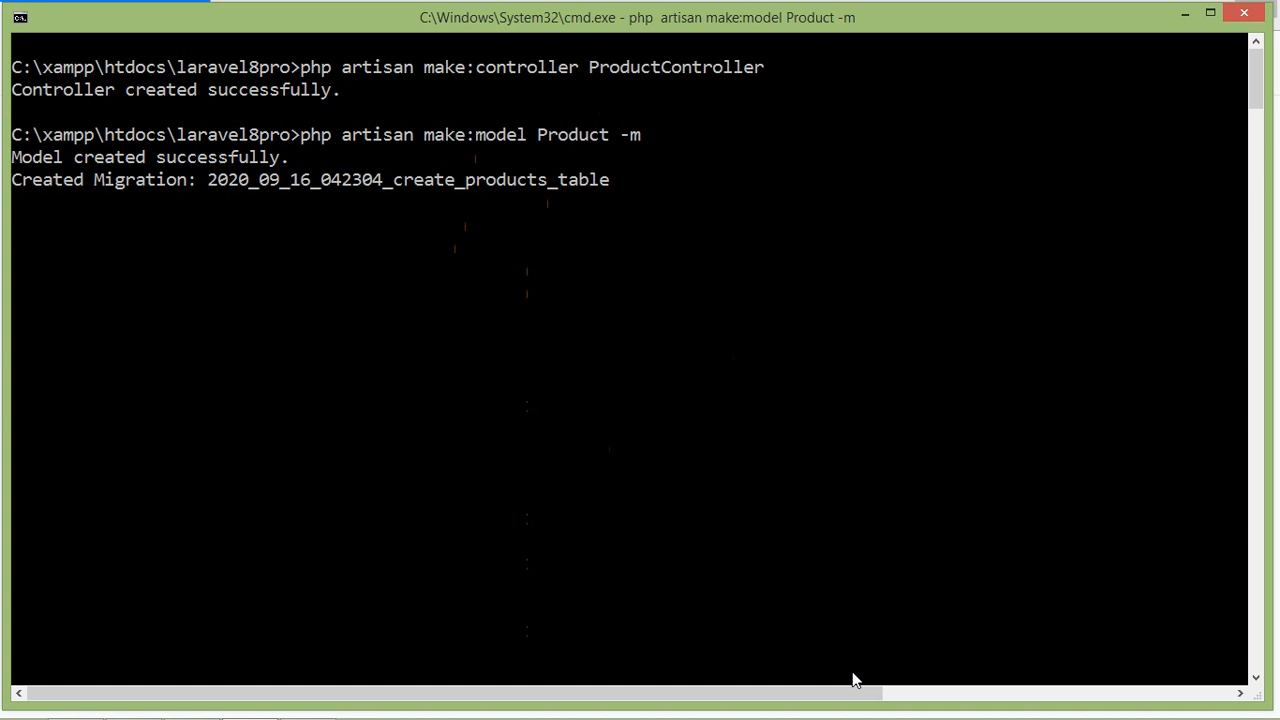 C:\Windows\System32\cmd.exe - php  artisan make:model Product -m
C:\xampp\htdocs\laravel8pro>php artisan make:controller ProductController
Controller created successfully.
C:\xampp\htdocs\laravel8pro>php artisan make:model Product -m
Model created successfully.
Created Migration: 2020_09_16_042304_create_products_table